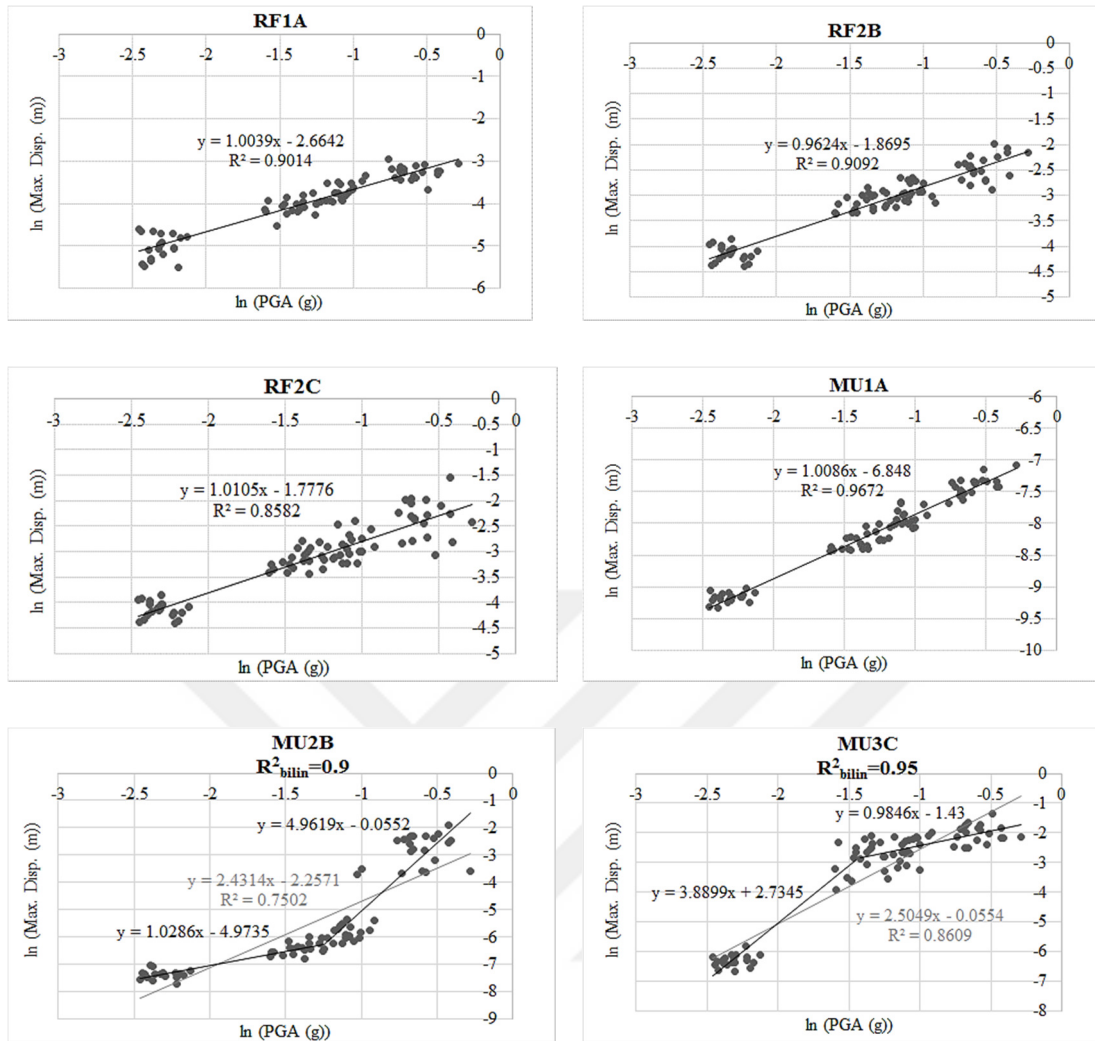 RF1A
-3 -2.5 -2 -1.5 -1 -0.5 0
0
-1
-2
-3
-4
-5
-6
ln (Max. Disp. (m))
y = 1.0039x - 2.6642
R² = 0.9014
ln (PGA (g))
RF2B
-3 -2.5 -2 -1.5 -1 -0.5 0
0
-0.5
-1
-1.5
-2
-2.5
-3
-3.5
-4
-4.5
-5
ln (Max. Disp. (m))
y = 0.9624x - 1.8695
R² = 0.9092
ln (PGA (g))
RF2C
-3 -2.5 -2 -1.5 -1 -0.5 0
0
-0.5
-1
-1.5
-2
-2.5
-3
-3.5
-4
-4.5
-5
ln (Max. Disp. (m))
y = 1.0105x - 1.7776
R² = 0.8582
ln (PGA (g))
MU1A
-3 -2.5 -2 -1.5 -1 -0.5 0
-6
-6.5
-7
-7.5
-8
-8.5
-9
-9.5
-10
ln (Max. Disp. (m))
y = 1.0086x - 6.848
R² = 0.9672
ln (PGA (g))
MU2B
R²bilin=0.9
-3 -2.5 -2 -1.5 -1 -0.5 0
0
-1
-2
-3
-4
-5
-6
-7
-8
-9
ln (Max. Disp. (m))
y = 4.9619x - 0.0552
y = 2.4314x - 2.2571
R² = 0.7502
y = 1.0286x - 4.9735
ln (PGA (g))
MU3C
R²bilin=0.95
-3 -2.5 -2 -1.5 -1 -0.5 0
0
-1
-2
-3
-4
-5
-6
-7
-8
ln (Max. Disp. (m))
y = 0.9846x - 1.43
y = 3.8899x + 2.7345
y = 2.5049x - 0.0554
R² = 0.8609
ln (PGA (g))